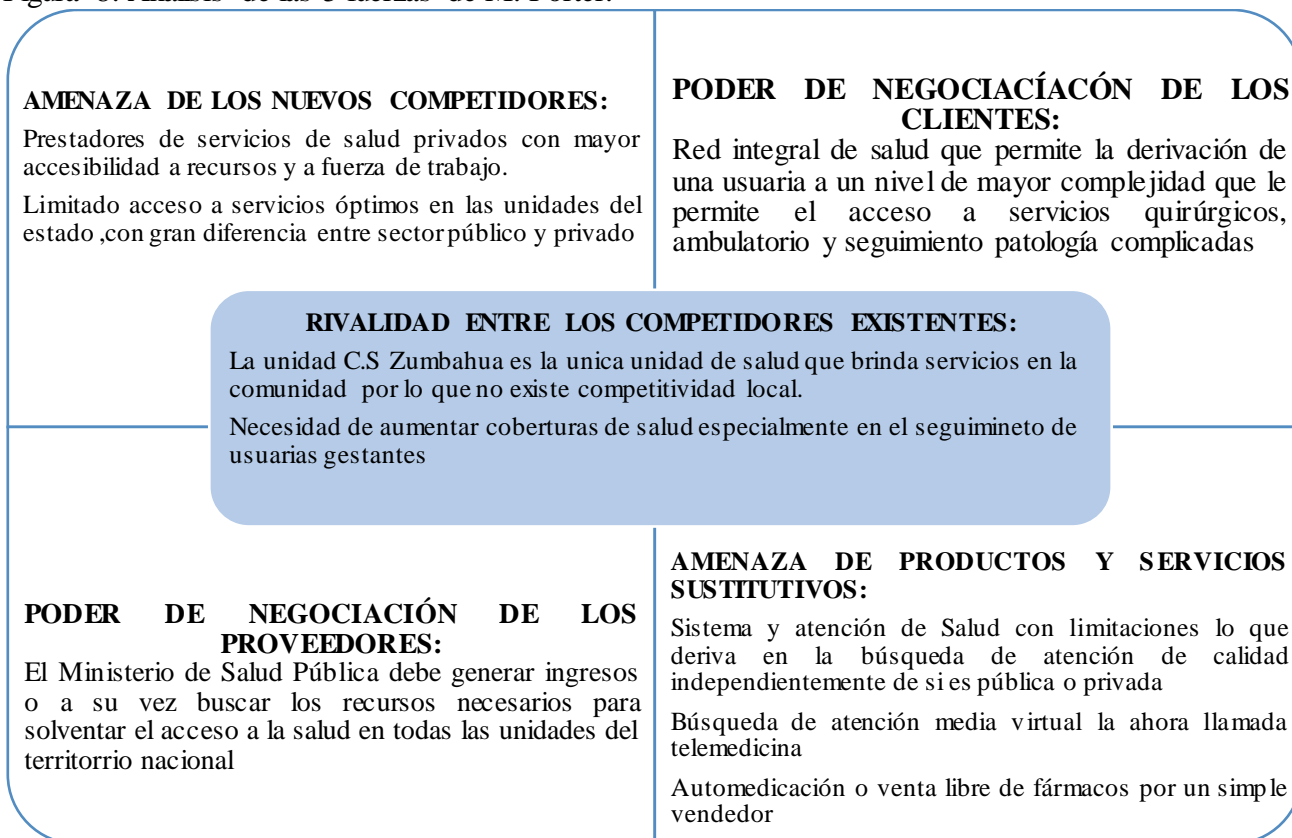 Figura 6. Análisis de las 5 fuerzas de M. Porter.
AMENAZA DE LOS NUEVOS COMPETIDORES:
Prestadores de servicios de salud privados con mayor
accesibilidad a recursos y a fuerza de trabajo.
Limitado acceso a servicios óptimos en las unidades del
estado ,con gran diferencia entre sector público y privado
PODER DE NEGOCIACÍACÓN DE LOS
CLIENTES:
Red integral de salud que permite la derivación de
una usuaria a un nivel de mayor complejidad que le
permite el acceso a servicios quirúrgicos,
ambulatorio y seguimiento patología complicadas
RIVALIDAD ENTRE LOS COMPETIDORES EXISTENTES:
La unidad C.S Zumbahua es la unica unidad de salud que brinda servicios en la
comunidad por lo que no existe competitividad local.
Necesidad de aumentar coberturas de salud especialmente en el seguimineto de
usuarias gestantes
PODER DE NEGOCIACIÓN DE LOS
PROVEEDORES:
El Ministerio de Salud Pública debe generar ingresos
o a su vez buscar los recursos necesarios para
solventar el acceso a la salud en todas las unidades del
territorrio nacional
AMENAZA DE PRODUCTOS Y SERVICIOS
SUSTITUTIVOS:
Sistema y atención de Salud con limitaciones lo que
deriva en la búsqueda de atención de calidad
independientemente de si es pública o privada
Búsqueda de atención media virtual la ahora llamada
telemedicina
Automedicación o venta libre de fármacos por un simple
vendedor